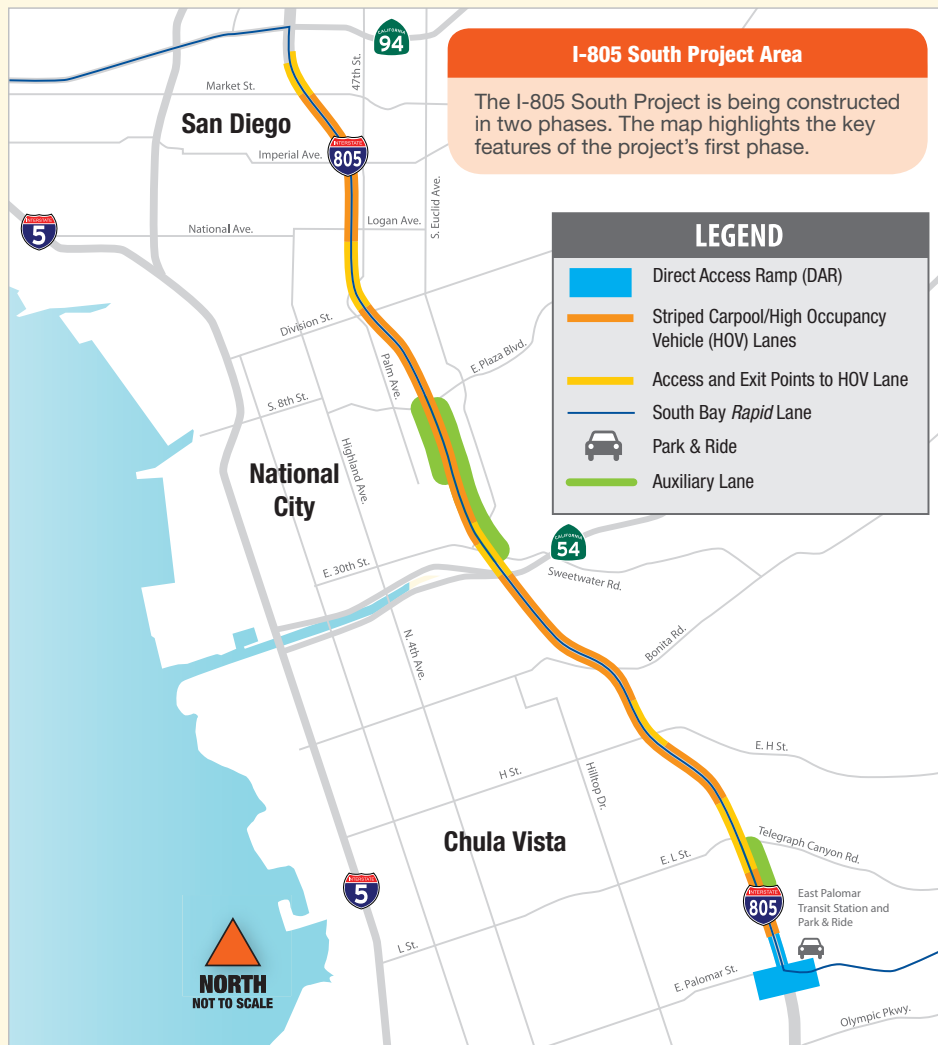 CALIFORNIA
94
I-805 South Project Area
The I-805 South Project is being constructed
in two phases. The map highlights the key
features of the project's first phase.
47th St.
Market St.
San Diego
Imperial Ave.
INTERSTATE
805
S. Euclid Ave.
INTERSTATE
5
National Ave.
Logan Ave.
LEGEND
Direct Access Ramp (DAR)
Striped Carpool/High Occupancy
Vehicle (HOV) Lanes
Access and Exit Points to HOV Lane
South Bay Rapid Lane
Park & Ride
Auxiliary Lane
Division St.
Palm Ave.
E.Plaza Blvd.
S. 8th St.
Highland Ave.
National
City
CALIFORNIA
54
E. 30th St.
Sweetwater Rd.
N. 4th Ave.
Bonita Rd.
E. H St.
H St.
Hilltop Dr.
Chula Vista
Telegraph Canyon Rd.
E. L St.
INTERSTATE
5
INTERSTATE
805
East Palomar
Transit Station and
Park & Ride
L St.
E. Palomar St.
NORTH
NOT TO SCALE
Olympic Pkwy.